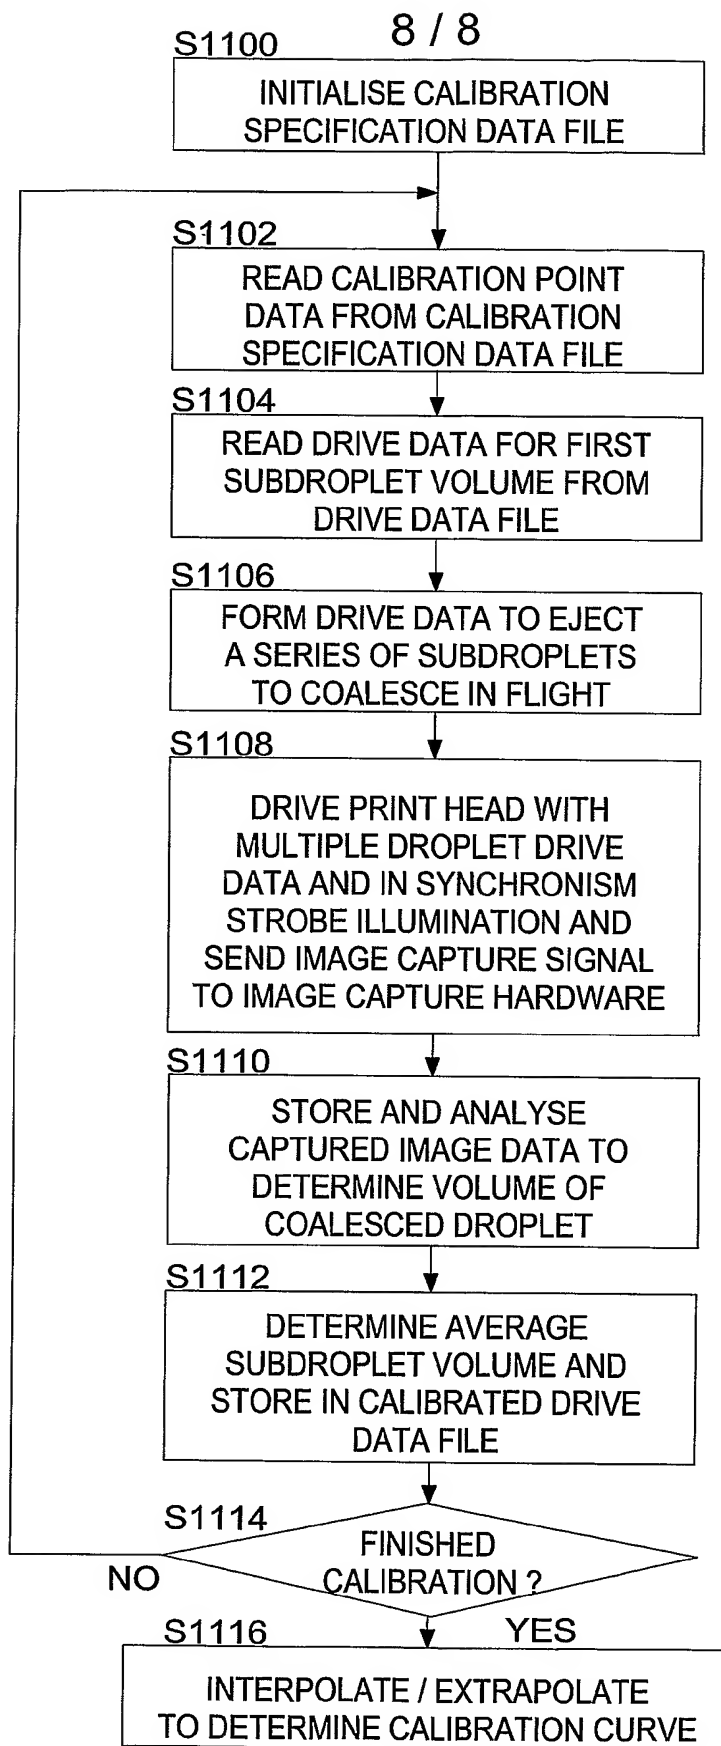 8 / 8
S1100
INITIALISE CALIBRATION
SPECIFICATION DATA FILE
S1102
READ CALIBRATION POINT
DATA FROM CALIBRATION
SPECIFICATION DATA FILE
S1104
READ DRIVE DATA FOR FIRST
SUBDROPLET VOLUME FROM
DRIVE DATA FILE
S1106
FORM DRIVE DATA TO EJECT
A SERIES OF SUBDROPLETS
TO COALESCE IN FLIGHT
S1108
DRIVE PRINT HEAD WITH
MULTIPLE DROPLET DRIVE
DATA AND IN SYNCHRONISM
STROBE ILLUMINATION AND
SEND IMAGE CAPTURE SIGNAL
TO IMAGE CAPTURE HARDWARE
S1110
STORE AND ANALYSE
CAPTURED IMAGE DATA TO
DETERMINE VOLUME OF
COALESCED DROPLET
S1112
DETERMINE AVERAGE
SUBDROPLET VOLUME AND
STORE IN CALIBRATED DRIVE
DATA FILE
S1114
FINISHED
CALIBRATION ?
NO
YES
S1116
INTERPOLATE / EXTRAPOLATE
TO DETERMINE CALIBRATION CURVE